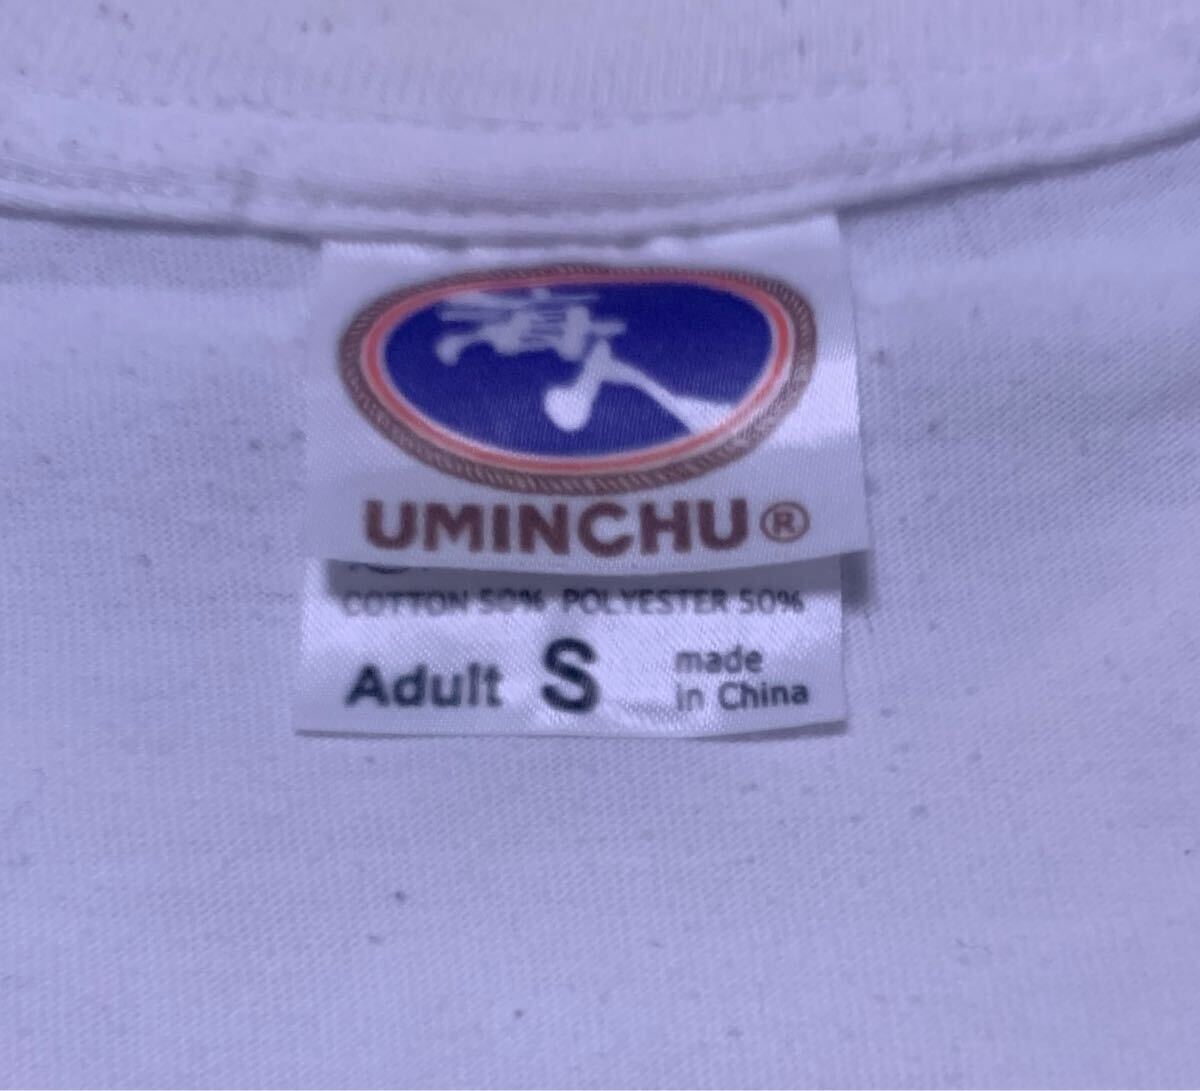 海人
UMINCHU®
COTTON 50% POLYESTER 50%
Adult S made
in China